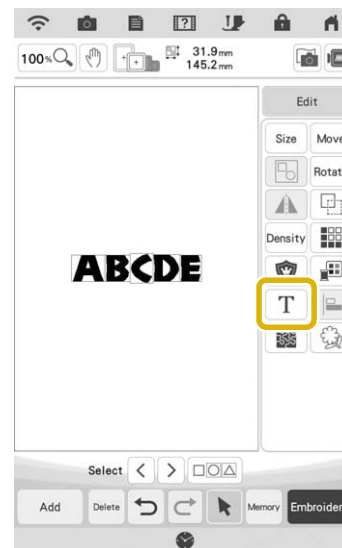 100%
31.9mm
145.2mm
Edit
Size Move
Rotat
Density
ABCDE
T
Select
Add Delete Memory Embroider